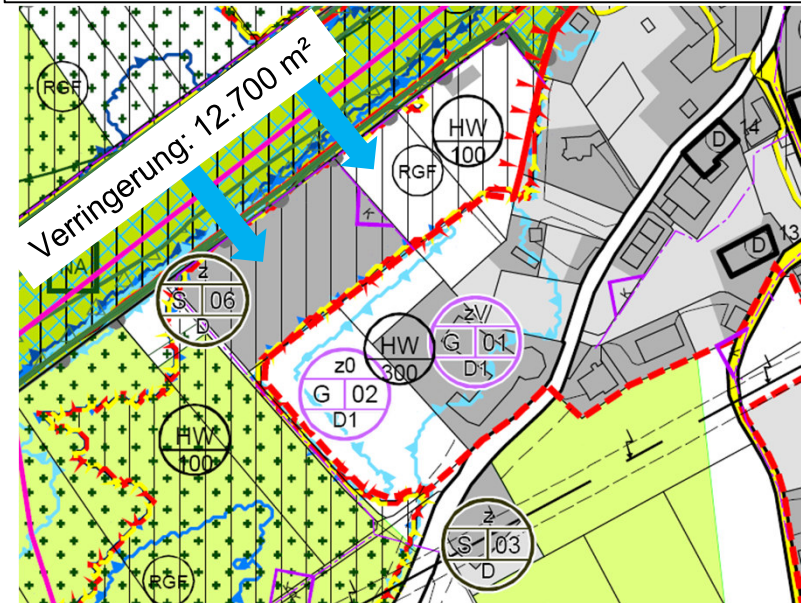 Verringerung: 12.700 m²
RGF
HW
100
RGF
14
D
13
D
K
K
NA
z
S 06
D
zV/
G 01
D1
HW
300
z0
G 02
D1
HW
100
z
S 03
D
RGF
K